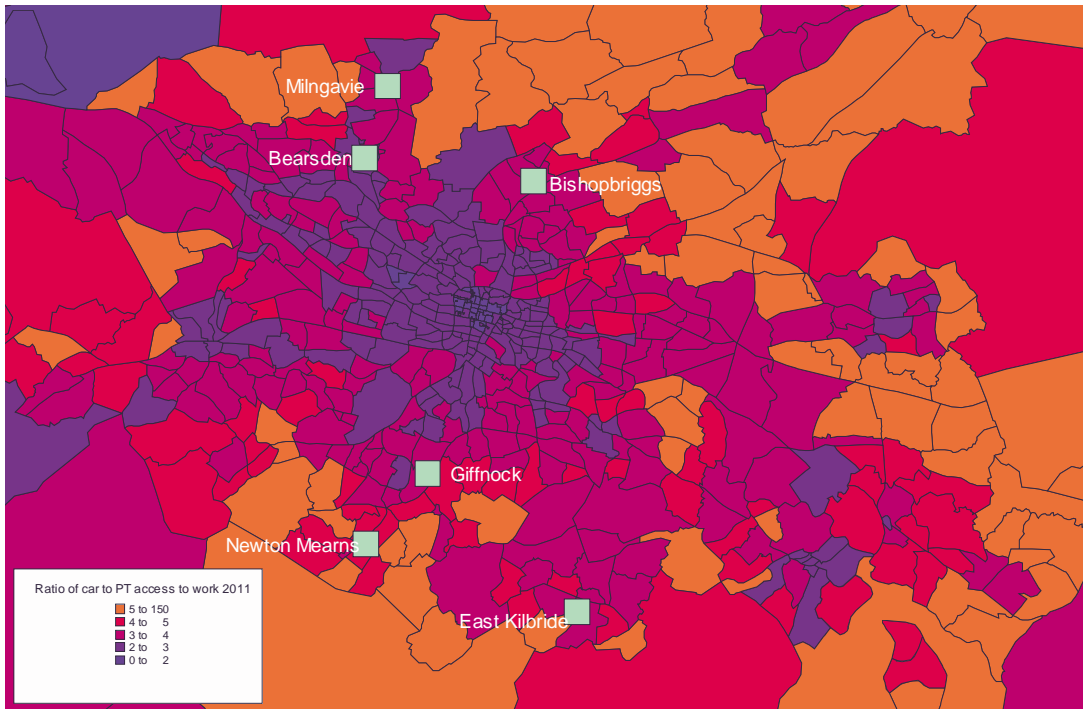 Milngavie
Bearsden
Bishopbriggs
Giffnock
Newton Mearns
East Kilbride
Ratio of car to PT access to work 2011
5 to 150
4 to 5
3 to 4
2 to 3
0 to 2